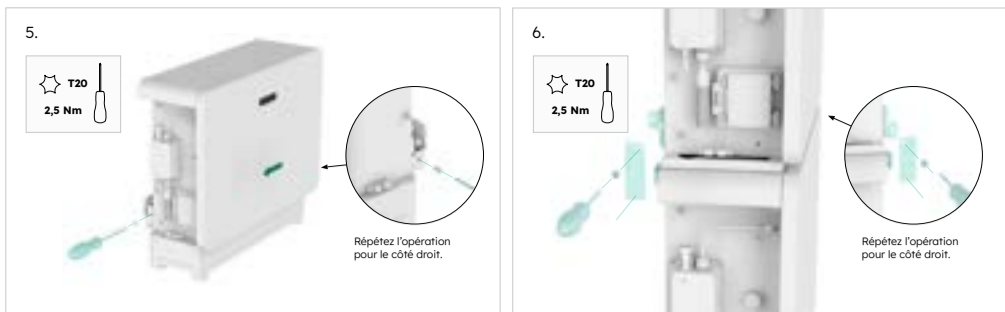 5.
T20
2,5 Nm
Répétez l'opération
pour le côté droit.
6.
T20
2,5 Nm
Répétez l'opération
pour le côté droit.